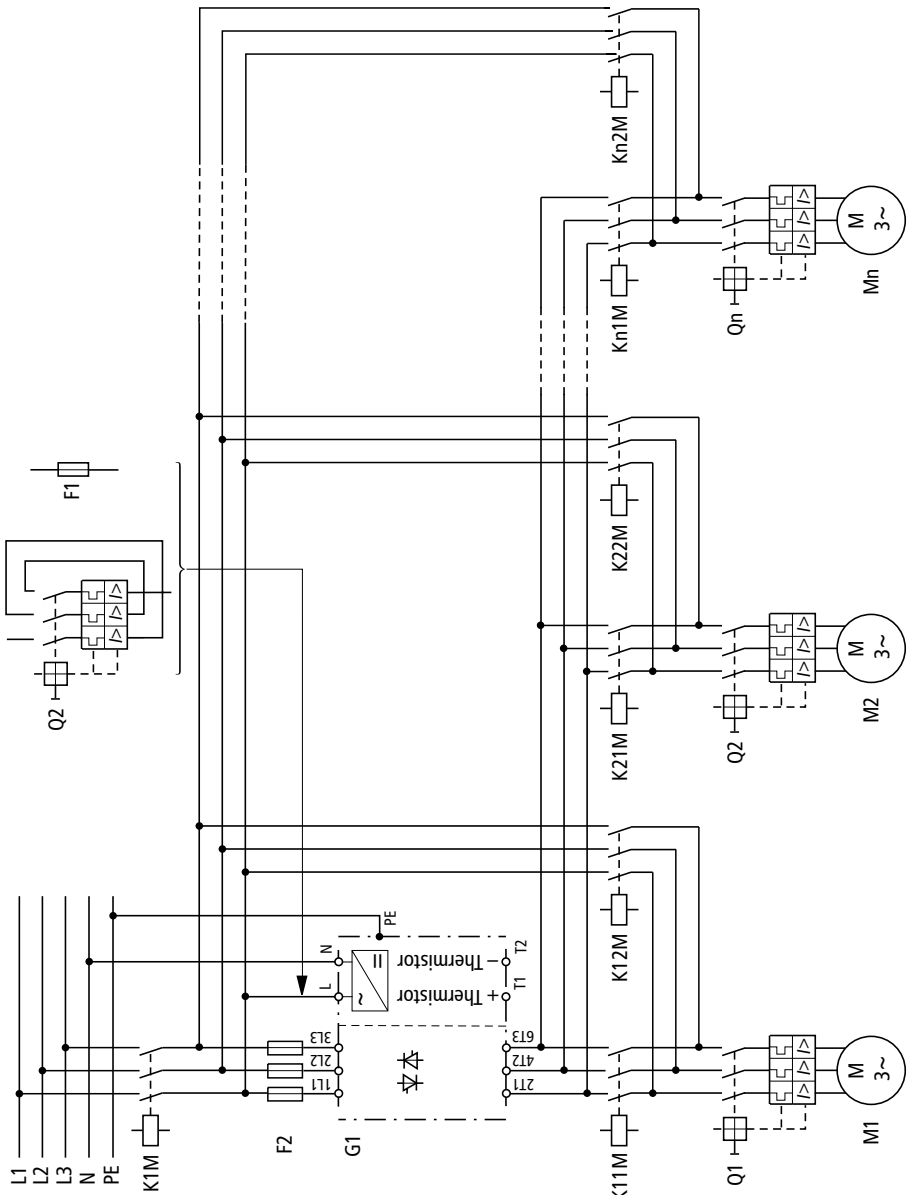 L1
L2
L3
N
PE
Q2
I> I> I>
F1
K1M
F2
1L1 2L2 3L3
L N
PE
G1
~
=
+ Thermistor
– Thermistor
2T1 4T2 6T3
T1 T2
K11M
K12M
K21M
K22M
Kn1M
Kn2M
Q1
Q2
Qn
I> I> I>
I> I> I>
I> I> I>
M
3~
M
3~
M
3~
M1
M2
Mn